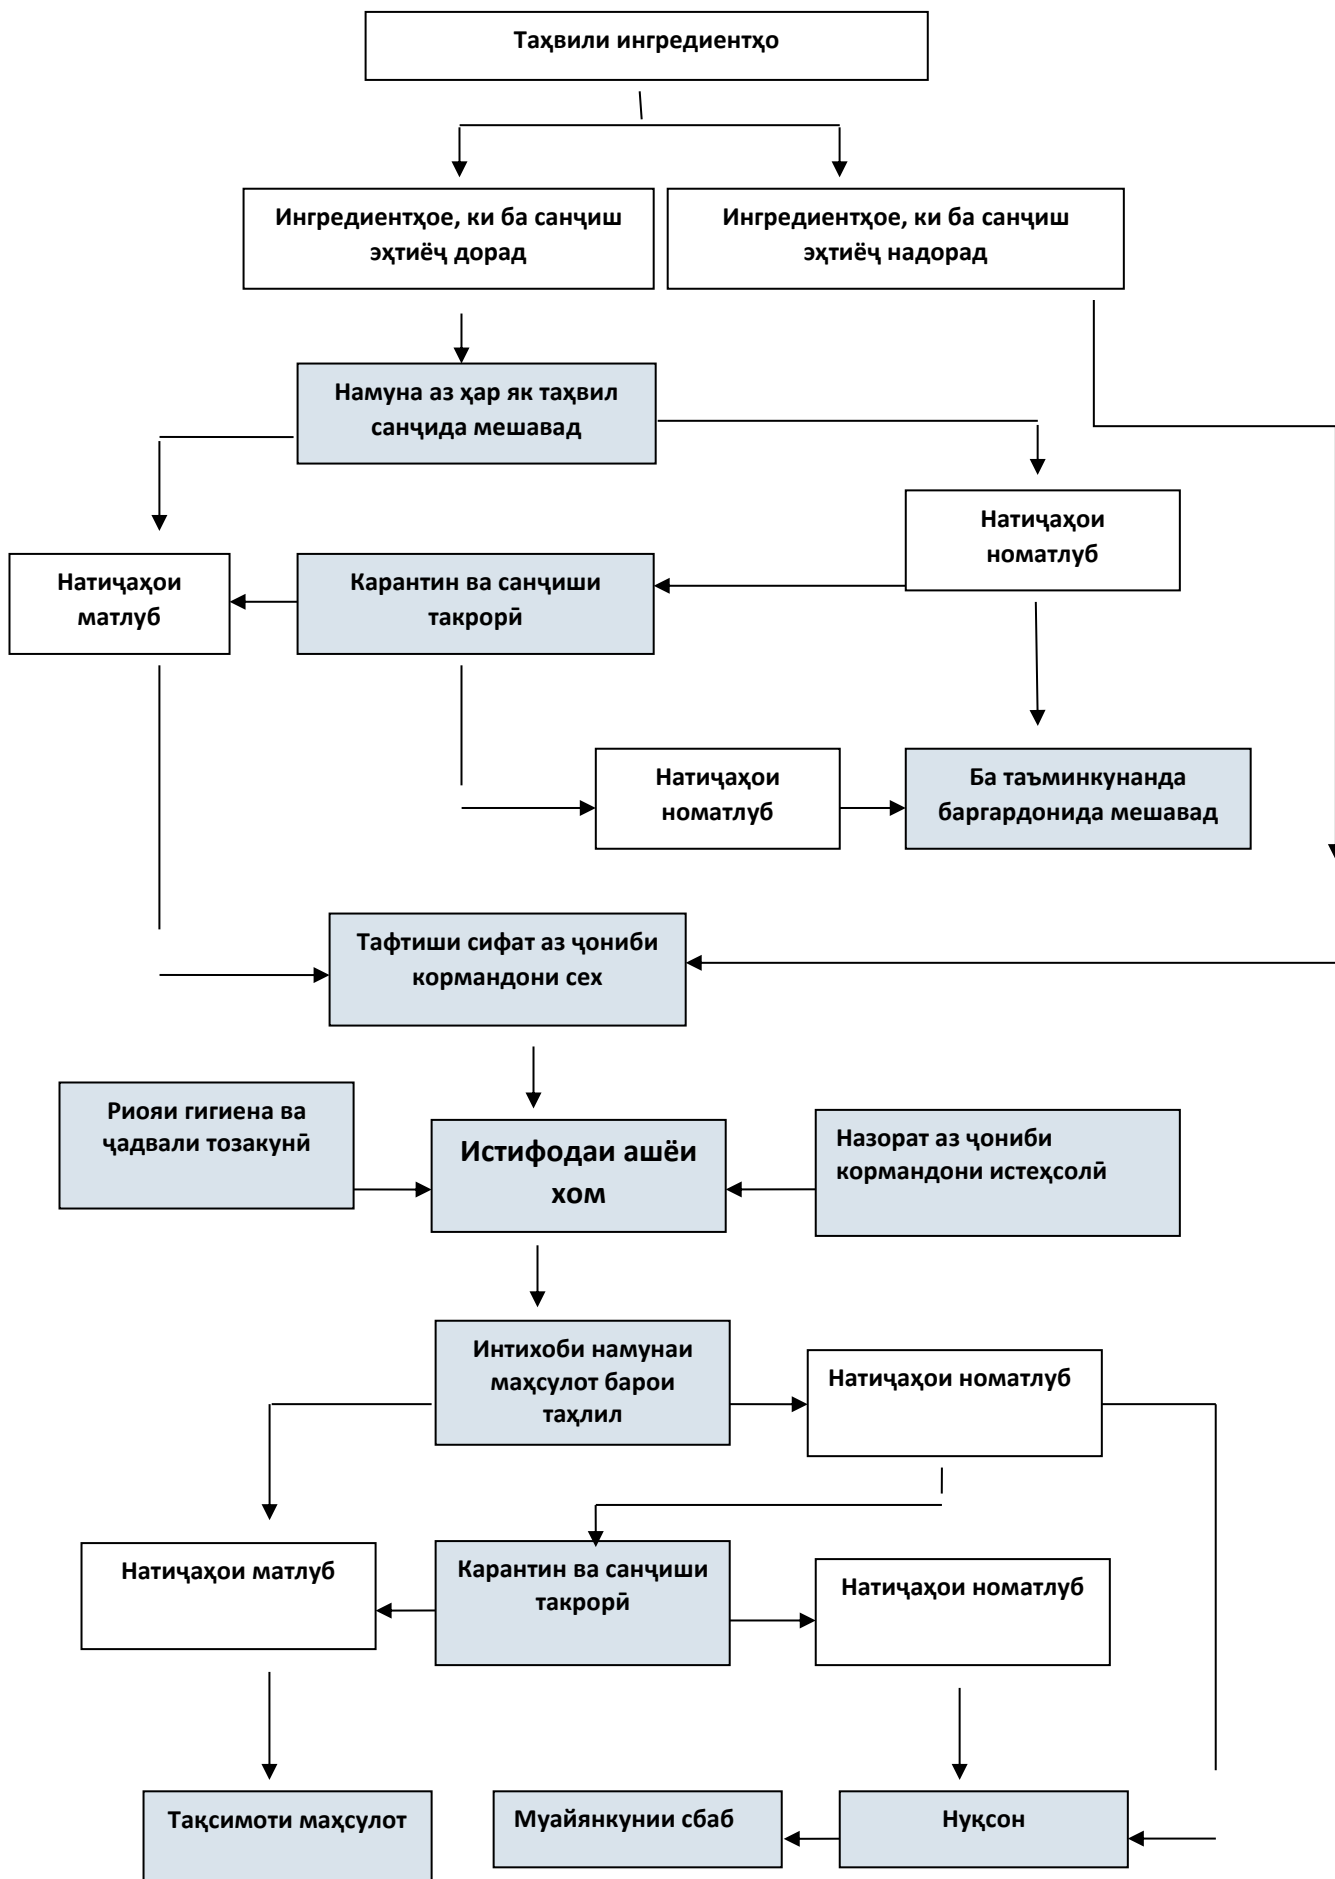 Таҳвили ингредиентҳо
Ингредиентҳое, ки ба санҷиш
эҳтиёҷ дорад
Ингредиентҳое, ки ба санҷиш
эҳтиёҷ надорад
Намуна аз ҳар як таҳвил
санҷида мешавад
Натиҷаҳои
номатлуб
Натиҷаҳои
матлуб
Карантин ва санҷиши
такрорӣ
Натиҷаҳои
номатлуб
Ба таъминкунанда
баргардонида мешавад
Тафтиши сифат аз ҷониби
кормандони сех
Риояи гигиена ва
ҷадвали тозакунӣ
Истифодаи ашёи
хом
Назорат аз ҷониби
кормандони истеҳсолӣ
Интихоби намунаи
маҳсулот барои
таҳлил
Натиҷаҳои номатлуб
Натиҷаҳои матлуб
Карантин ва санҷиши
такрорӣ
Натиҷаҳои номатлуб
Тақсимоти маҳсулот
Муайянкунии сбаб
Нуқсон